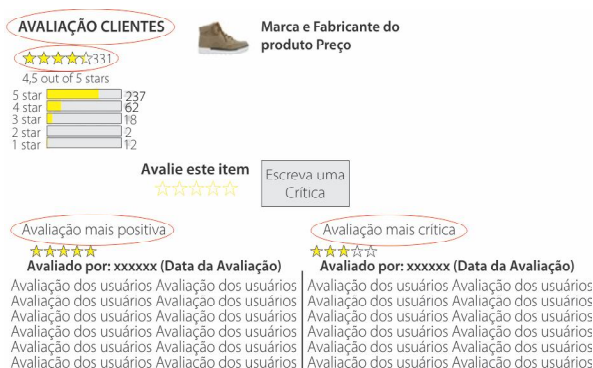 AVALIAÇÃO CLIENTES
331
4,5 out of 5 stars
5 star 237
4 star 62
3 star 18
2 star 2
1 star 12
Marca e Fabricante do
produto Preço
Avalie este item
Escreva uma
Crítica
Avaliação mais positiva
Avaliado por: xxxxxx (Data da Avaliação)
Avaliação dos usuários Avaliação dos usuários
Avaliação dos usuários Avaliação dos usuários
Avaliação dos usuários Avaliação dos usuários
Avaliação dos usuários Avaliação dos usuários
Avaliação dos usuários Avaliação dos usuários
Avaliação dos usuários Avaliação dos usuários
Avaliação mais crítica
Avaliado por: xxxxxx (Data da Avaliação)
Avaliação dos usuários Avaliação dos usuários
Avaliação dos usuários Avaliação dos usuários
Avaliação dos usuários Avaliação dos usuários
Avaliação dos usuários Avaliação dos usuários
Avaliação dos usuários Avaliação dos usuários
Avaliação dos usuários Avaliação dos usuários